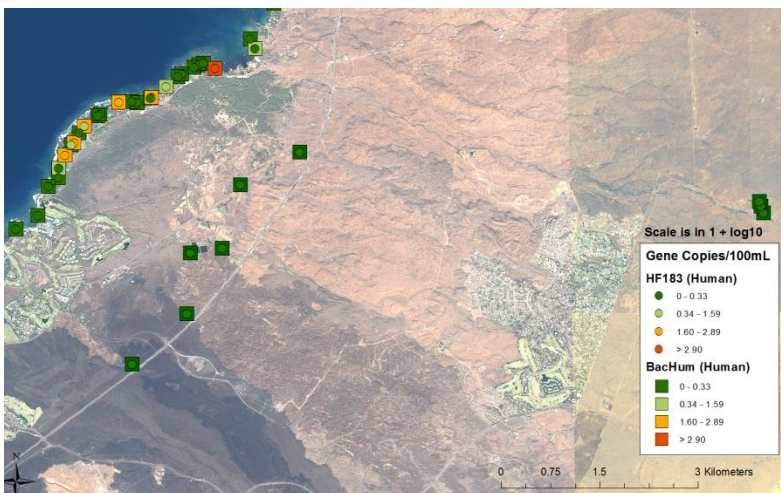 Scale is in 1 + log10
Gene Copies/100mL
HF183 (Human)
0 - 0.33
0.34 - 1.59
1.60 - 2.89
> 2.90
BacHum (Human)
0 - 0.33
0.34 - 1.59
1.60 - 2.89
> 2.90
N
0 0.75 1.5 3 Kilometers